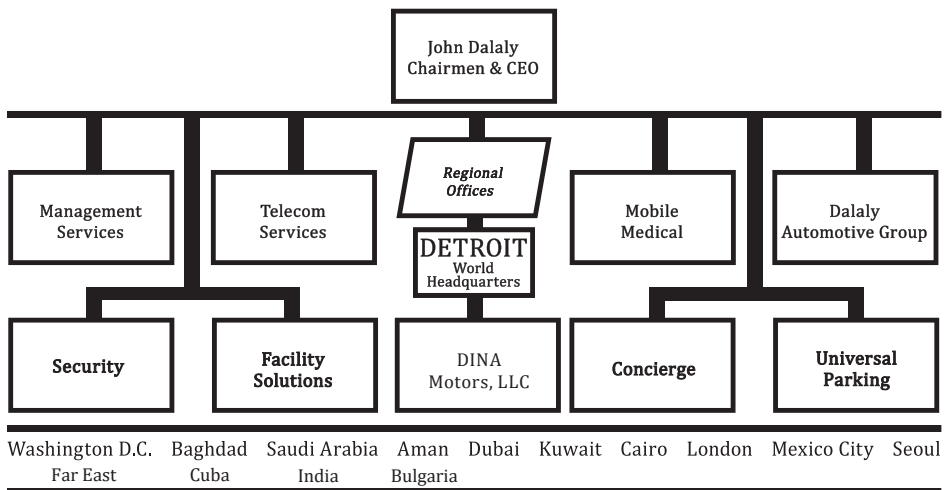 John Dalaly
Chairmen & CEO
Regional
Offices
Management
Services
Telecom
Services
Mobile
Medical
Dalaly
Automotive Group
DETROIT
World
Headquarters
Security
Facility
Solutions
DINA
Motors, LLC
Concierge
Universal
Parking
Washington D.C. Baghdad Saudi Arabia Aman Dubai Kuwait Cairo London Mexico City Seoul
Far East Cuba India Bulgaria